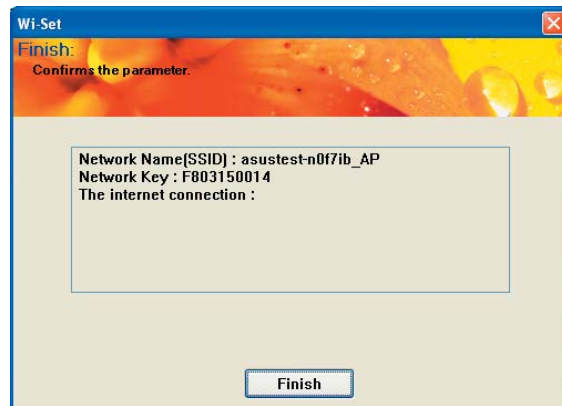 Wi-Set
Finish:
Confirms the parameter.
Network Name(SSID) : asustest-n0f7ib_AP
Network Key : F803150014
The internet connection :
Finish